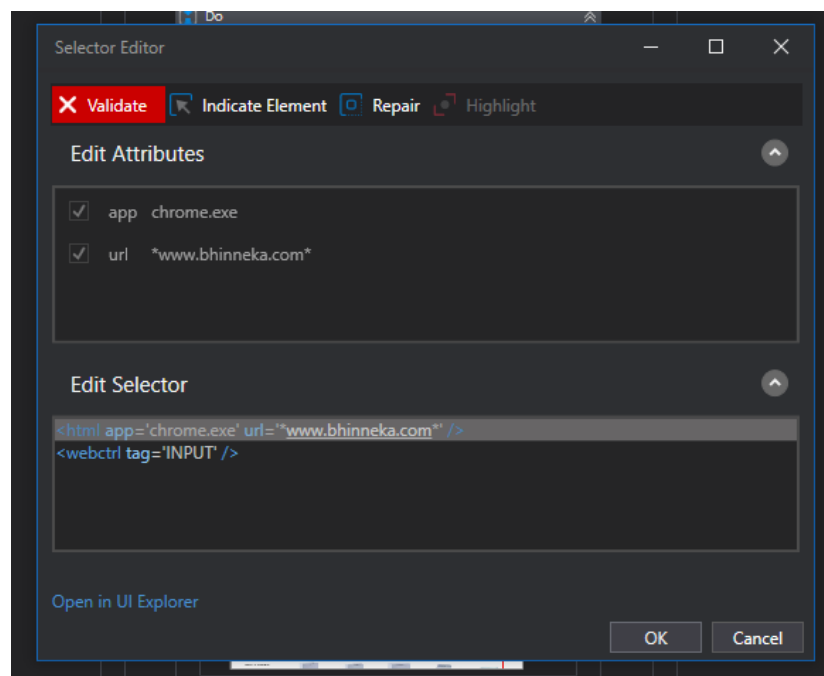 Do
Selector Editor
Validate Indicate Element Repair Highlight
Edit Attributes
app chrome.exe
url *www.bhinneka.com*
Edit Selector
<html app='chrome.exe' url='*www.bhinneka.com*' />
<webctrl tag='INPUT' />
Open in UI Explorer
OK Cancel